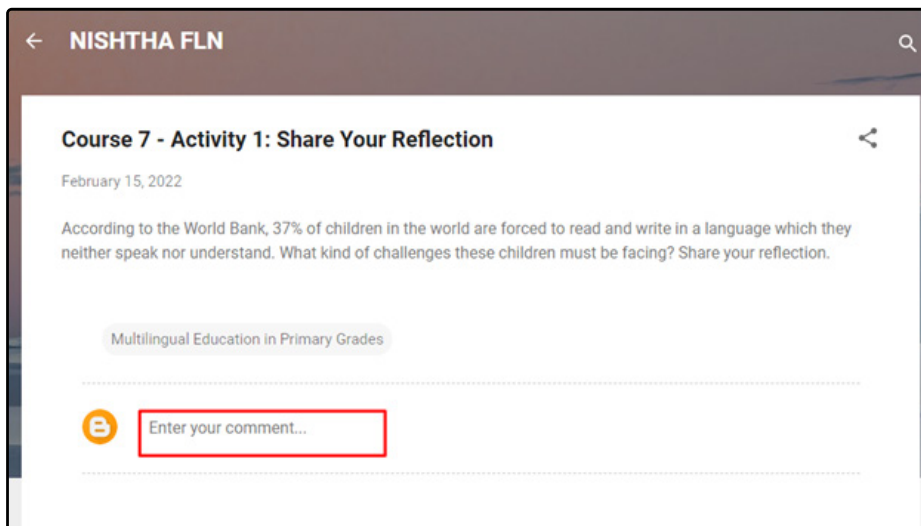 NISHTHA FLN
Course 7 - Activity 1: Share Your Reflection
February 15, 2022
According to the World Bank, 37% of children in the world are forced to read and write in a language which they
neither speak nor understand. What kind of challenges these children must be facing? Share your reflection.
Multilingual Education in Primary Grades
Enter your comment...